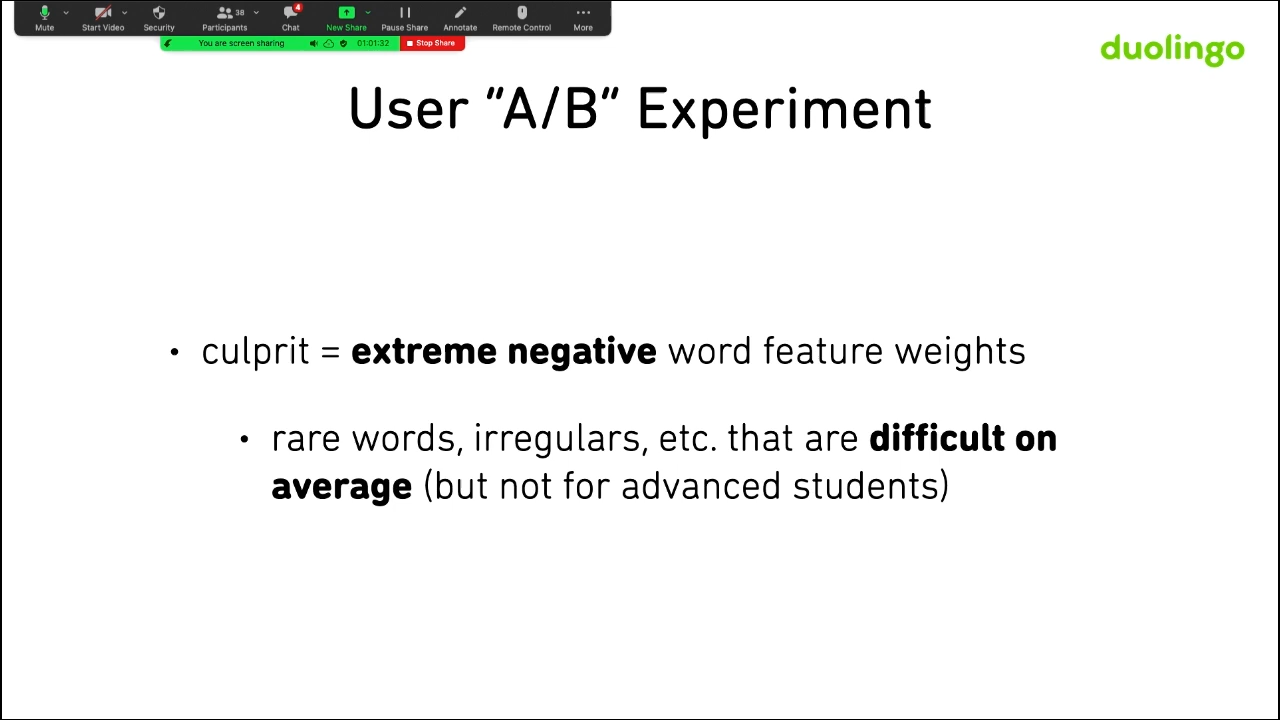 Mute
Start Video
Security
Participants
38
Chat
4
New Share
Pause Share
Annotate
Remote Control
More
You are screen sharing
01:01:32
Stop Share
duolingo
User "A/B" Experiment
• culprit = extreme negative word feature weights
• rare words, irregulars, etc. that are difficult on
average (but not for advanced students)